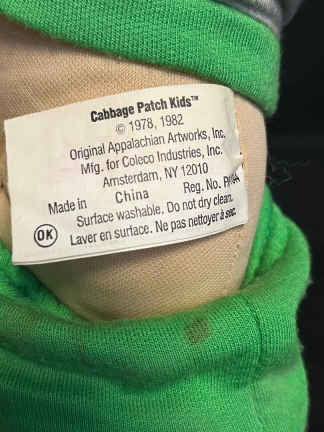 Cabbage Patch Kids™
© 1978, 1982
Original Appalachian Artworks, Inc.
Mfg. for Coleco Industries, Inc.
Amsterdam, NY 12010
Made in China Reg. No.
Surface washable. Do not dry clean.
OK Laver en surface. Ne pas nettoyer à sec.